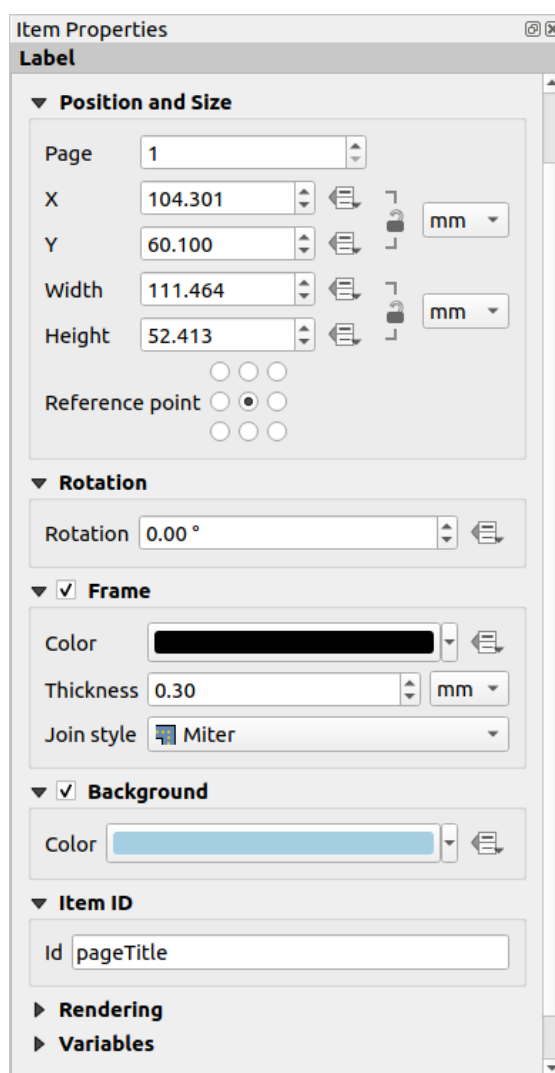 Item Properties
Label
Position and Size
Page 1
X 104.301
mm
Y 60.100
Width 111.464
mm
Height 52.413
Reference point
Rotation
Rotation 0.00 °
Frame
Color
Thickness 0.30 mm
Join style Miter
Background
Color
Item ID
Id pageTitle
Rendering
Variables